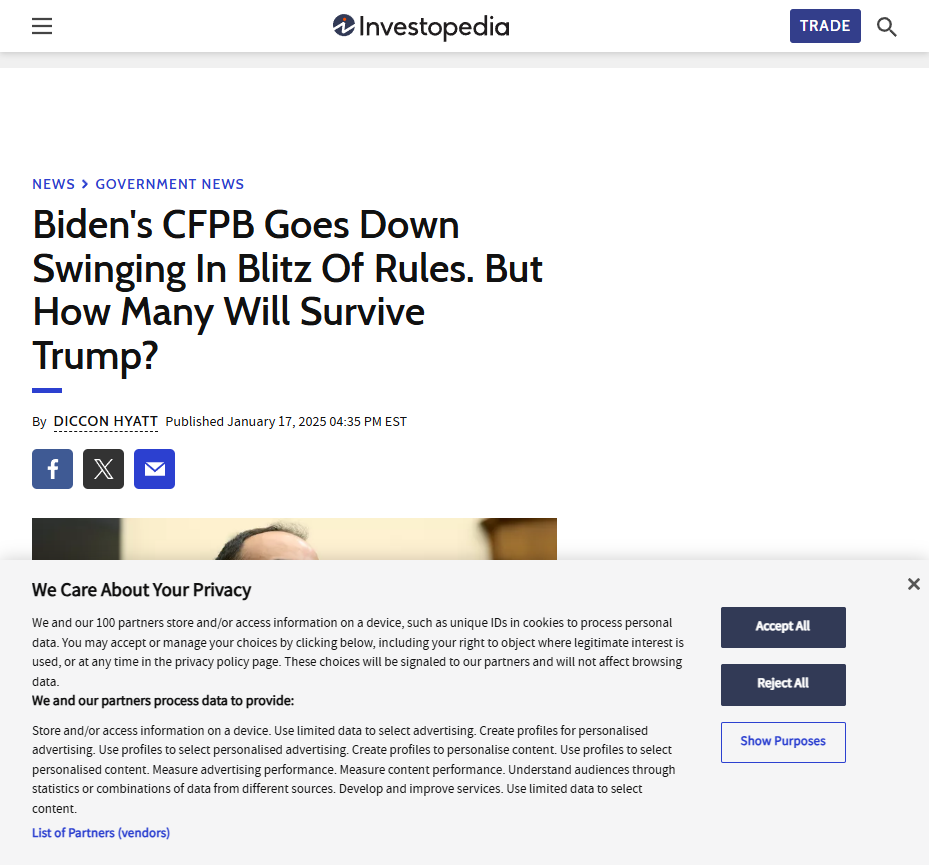 Investopedia
TRADE
NEWS > GOVERNMENT NEWS
Biden's CFPB Goes Down
Swinging In Blitz Of Rules. But
How Many Will Survive
Trump?
By DICCON HYATT Published January 17, 2025 04:35 PM EST
We Care About Your Privacy
We and our 100 partners store and/or access information on a device, such as unique IDs in cookies to process personal
data. You may accept or manage your choices by clicking below, including your right to object where legitimate interest is
used, or at any time in the privacy policy page. These choices will be signaled to our partners and will not affect browsing
data.
We and our partners process data to provide:
Store and/or access information on a device. Use limited data to select advertising. Create profiles for personalised
advertising. Use profiles to select personalised advertising. Create profiles to personalise content. Use profiles to select
personalised content. Measure advertising performance. Measure content performance. Understand audiences through
statistics or combinations of data from different sources. Develop and improve services. Use limited data to select
content.
List of Partners (vendors)
Accept All
Reject All
Show Purposes